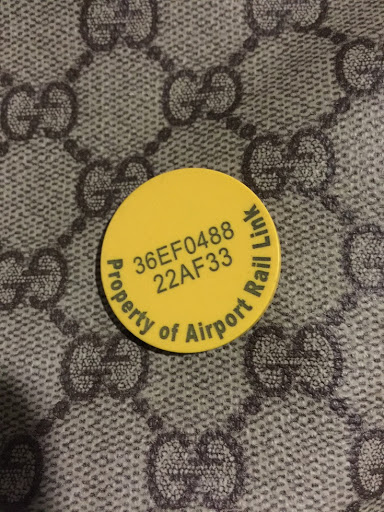 36EF0488
22AF33
Property of Airport Rail Link